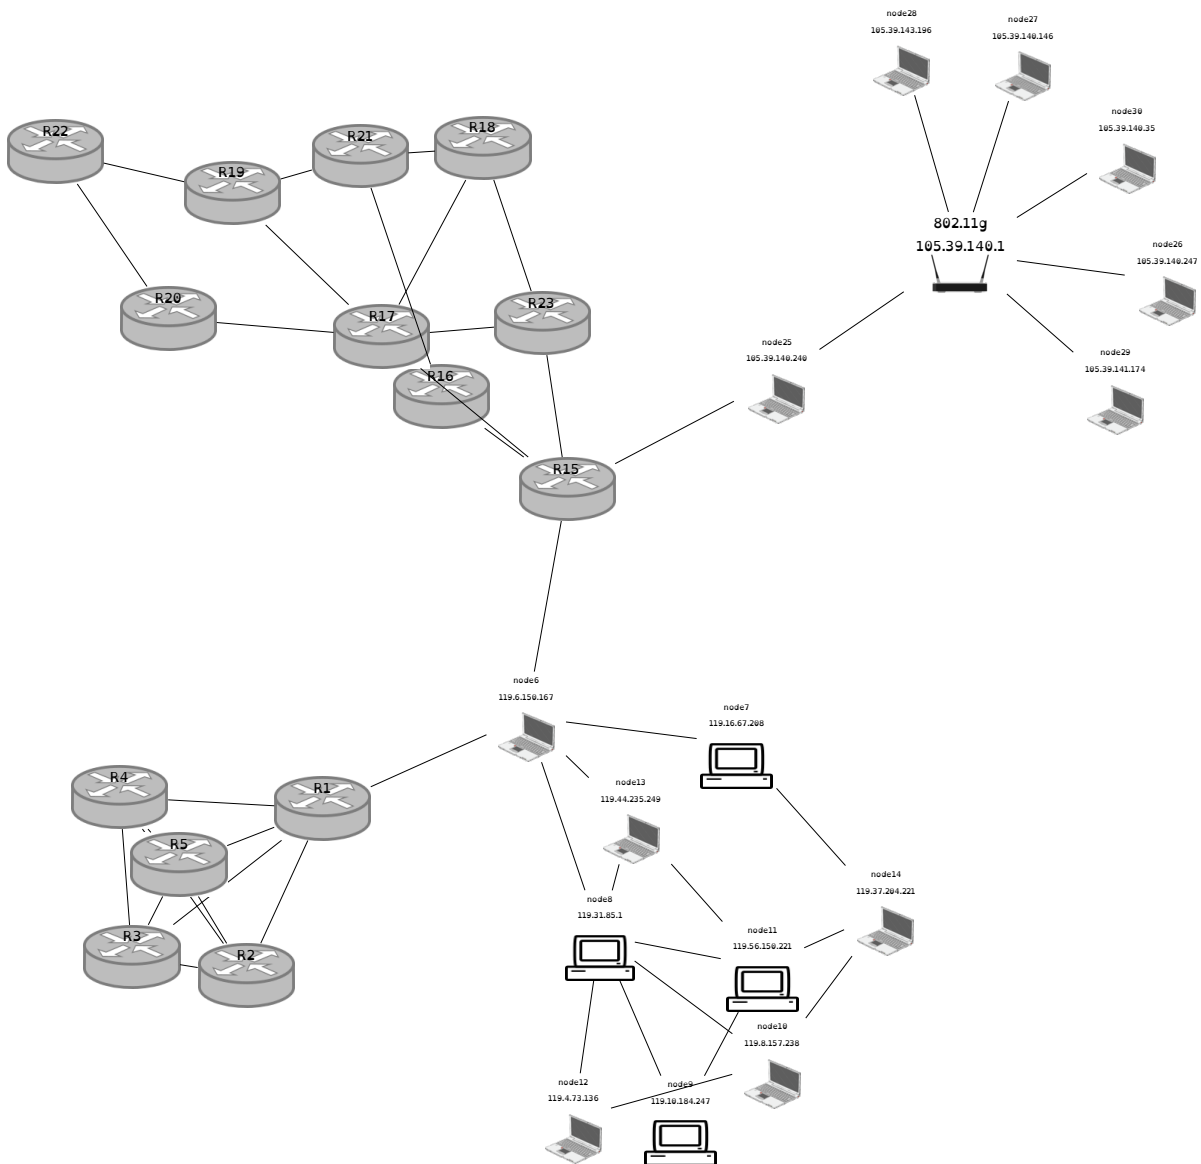 node28
105.39.143.196
node27
105.39.140.146
node30
105.39.140.35
R22
R21
R18
R19
802.11g
105.39.140.1
node26
105.39.140.247
R20
R17
R23
node25
105.39.140.240
node29
105.39.141.174
R16
R15
node6
119.6.150.167
node7
119.16.67.208
R4
R1
node13
119.44.235.249
R5
node14
119.37.204.221
node8
119.31.85.1
R3
R2
node11
119.56.150.221
node10
119.8.157.238
node12
119.4.73.136
node9
119.10.184.247